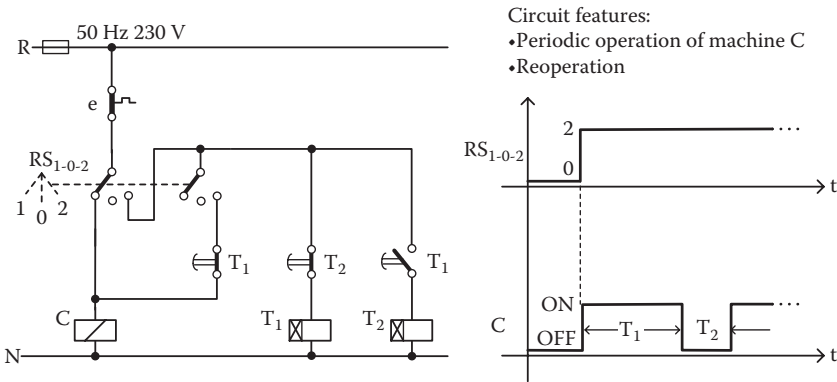 50 Hz 230 V
R
e
RS1-0-2
1 0 2
T1
T2
T1
C
T1
T2
N
Circuit features:
•Periodic operation of machine C
•Reoperation
2
RS1-0-2
0
t
ON
C
OFF
T1
T2
t